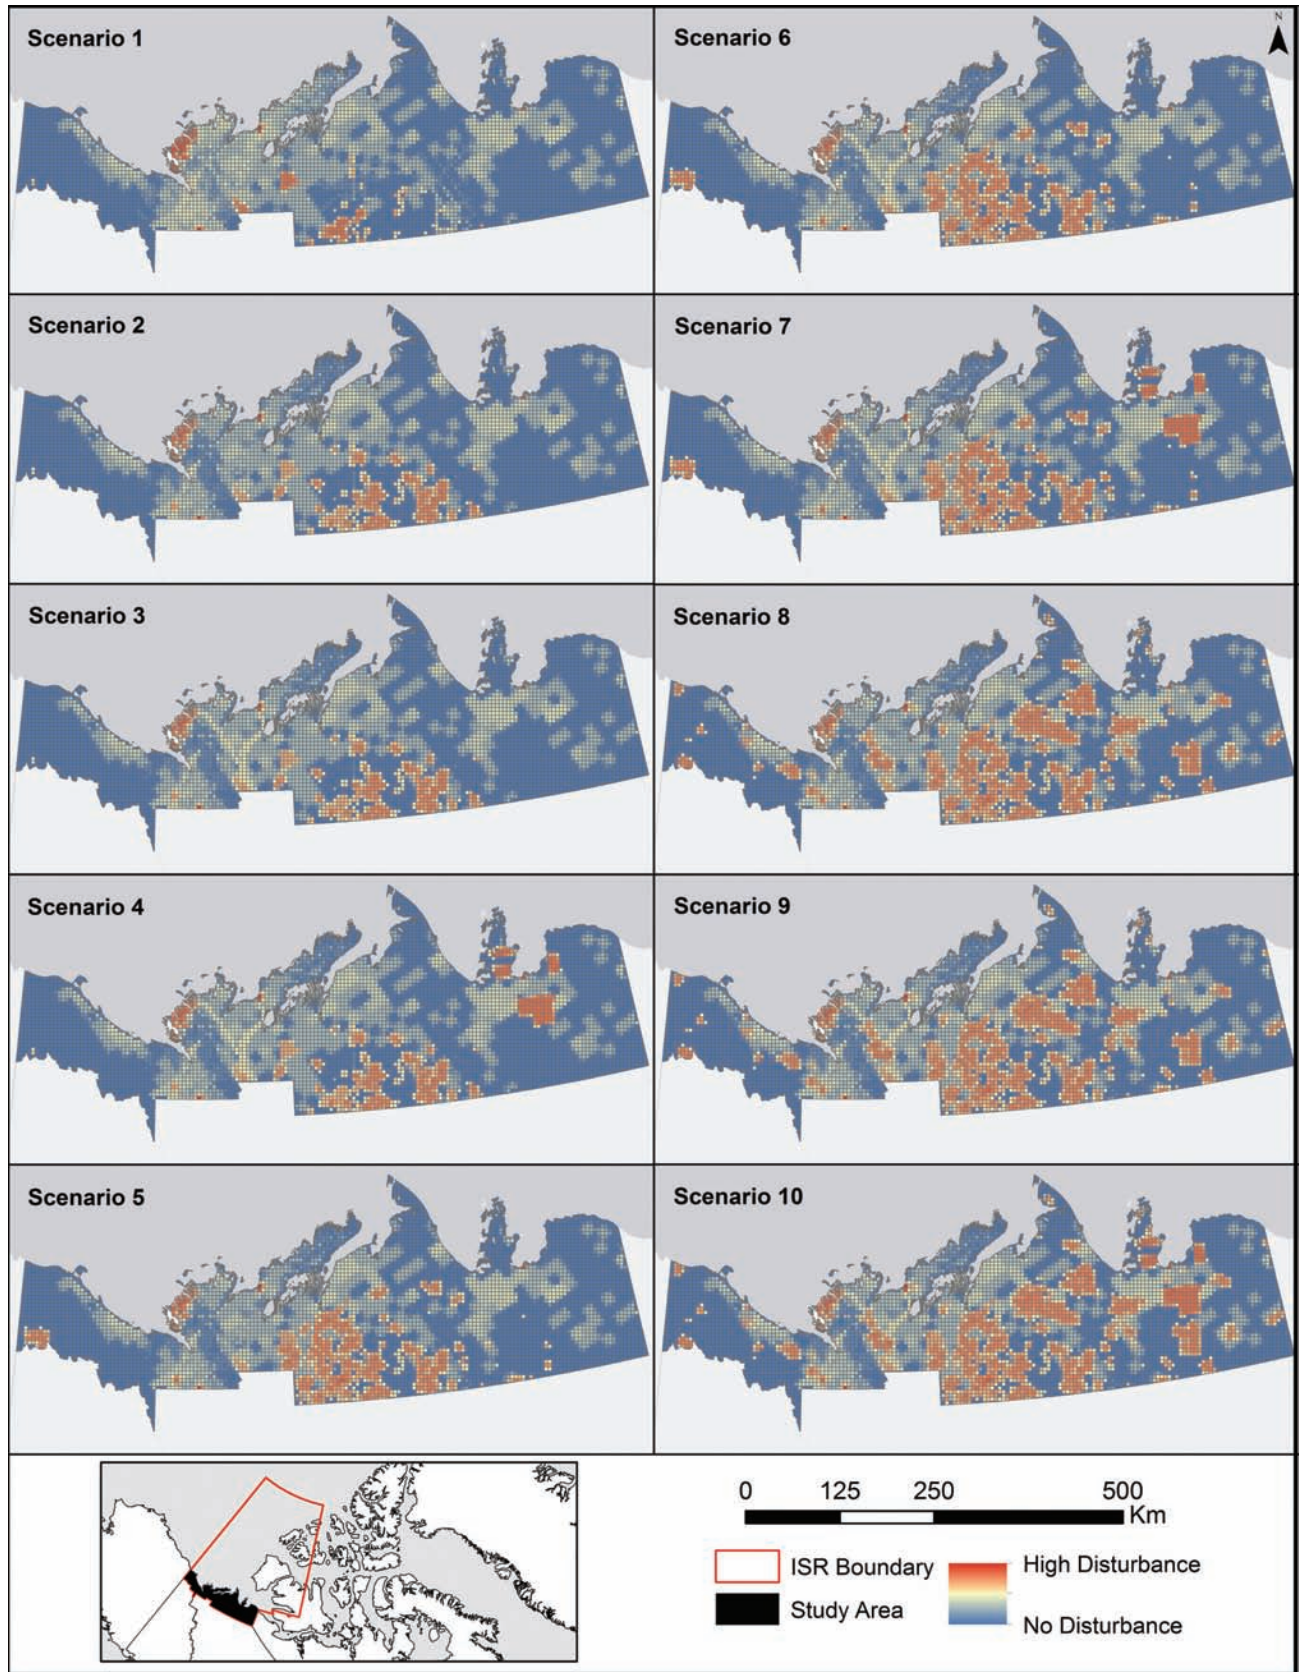 Scenario 1
Scenario 6
N
Scenario 2
Scenario 7
Scenario 3
Scenario 8
Scenario 4
Scenario 9
Scenario 5
Scenario 10
0 125 250 500
Km
ISR Boundary
High Disturbance
Study Area
No Disturbance